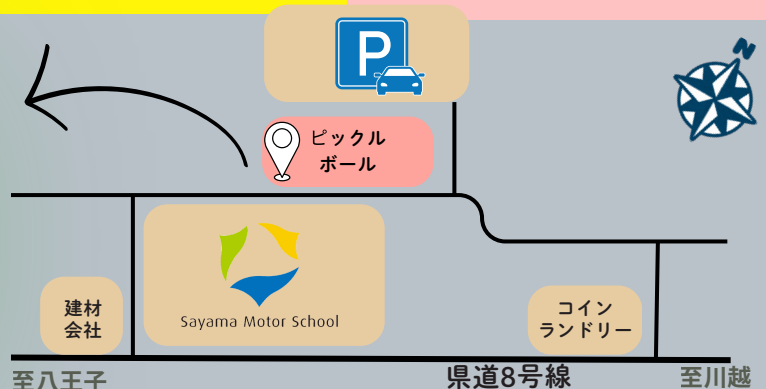 P
N
ピックル
ボール
Sayama Motor School
建材
会社
コイン
ランドリー
至八王子
県道8号線
至川越